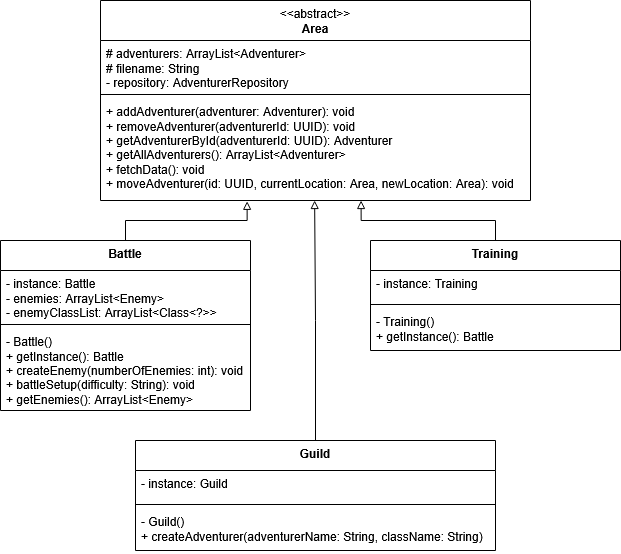 <<abstract>>
Area
# adventurers: ArrayList<Adventurer>
# filename: String
- repository: AdventurerRepository
+ addAdventurer(adventurer: Adventurer): void
+ removeAdventurer(adventurerId: UUID): void
+ getAdventurerById(adventurerId: UUID): Adventurer
+ getAllAdventurers(): ArrayList<Adventurer>
+ fetchData(): void
+ moveAdventurer(id: UUID, currentLocation: Area, newLocation: Area): void
Battle
- instance: Battle
- enemies: ArrayList<Enemy>
- enemyClassList: ArrayList<Class<?>>
- Battle()
+ getInstance(): Battle
+ createEnemy(numberOfEnemies: int): void
+ battleSetup(difficulty: String): void
+ getEnemies(): ArrayList<Enemy>
Training
- instance: Training
- Training()
+ getInstance(): Battle
Guild
- instance: Guild
- Guild()
+ createAdventurer(adventurerName: String, className: String)